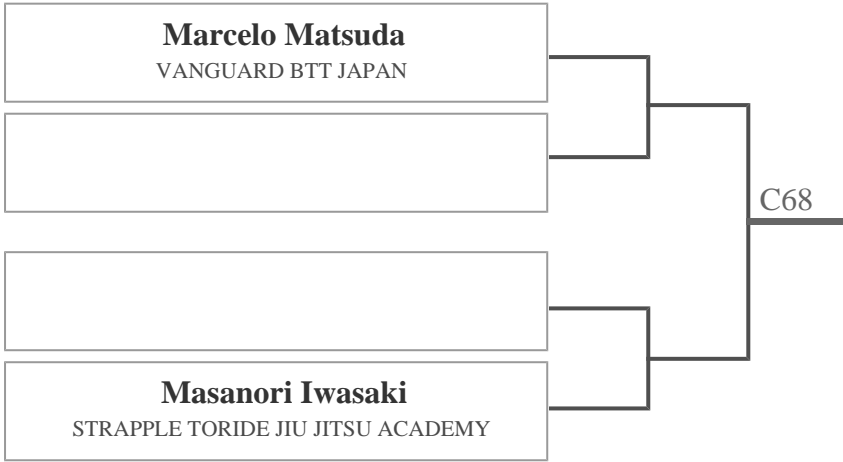 Marcelo Matsuda
VANGUARD BTT JAPAN
C68
Masanori Iwasaki
STRAPPLE TORIDE JIU JITSU ACADEMY